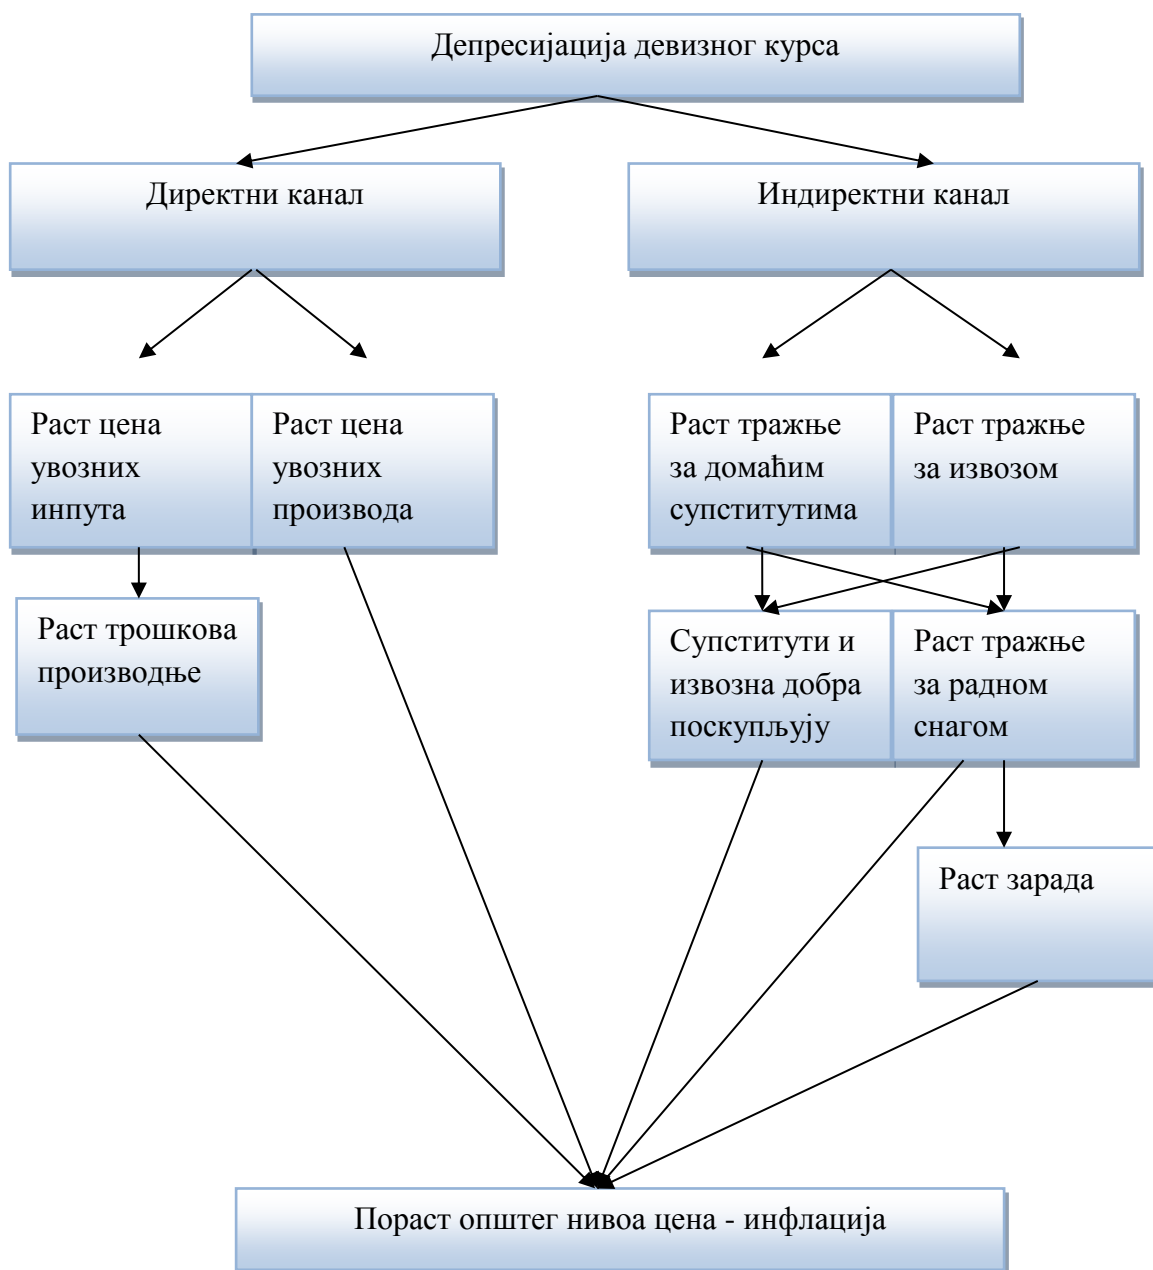 Депресијација девизног курса
Директни канал
Индиректни канал
Раст цена
увозних
инпута
Раст цена
увозних
производа
Раст тражње
за домаћим
супститутима
Раст тражње
за извозом
Раст трошкова
производње
Супститути и
извозна добра
поскупљују
Раст тражње
за радном
снагом
Раст зарада
Пораст општег нивоа цена - инфлација